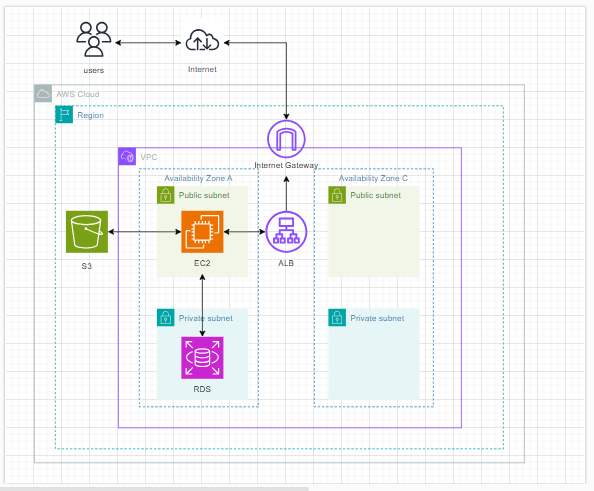 users
Internet
AWS Cloud
Region
Internet Gateway
VPC
Availability Zone A
Availability Zone C
Public subnet
Public subnet
S3
EC2
ALB
Private subnet
Private subnet
RDS